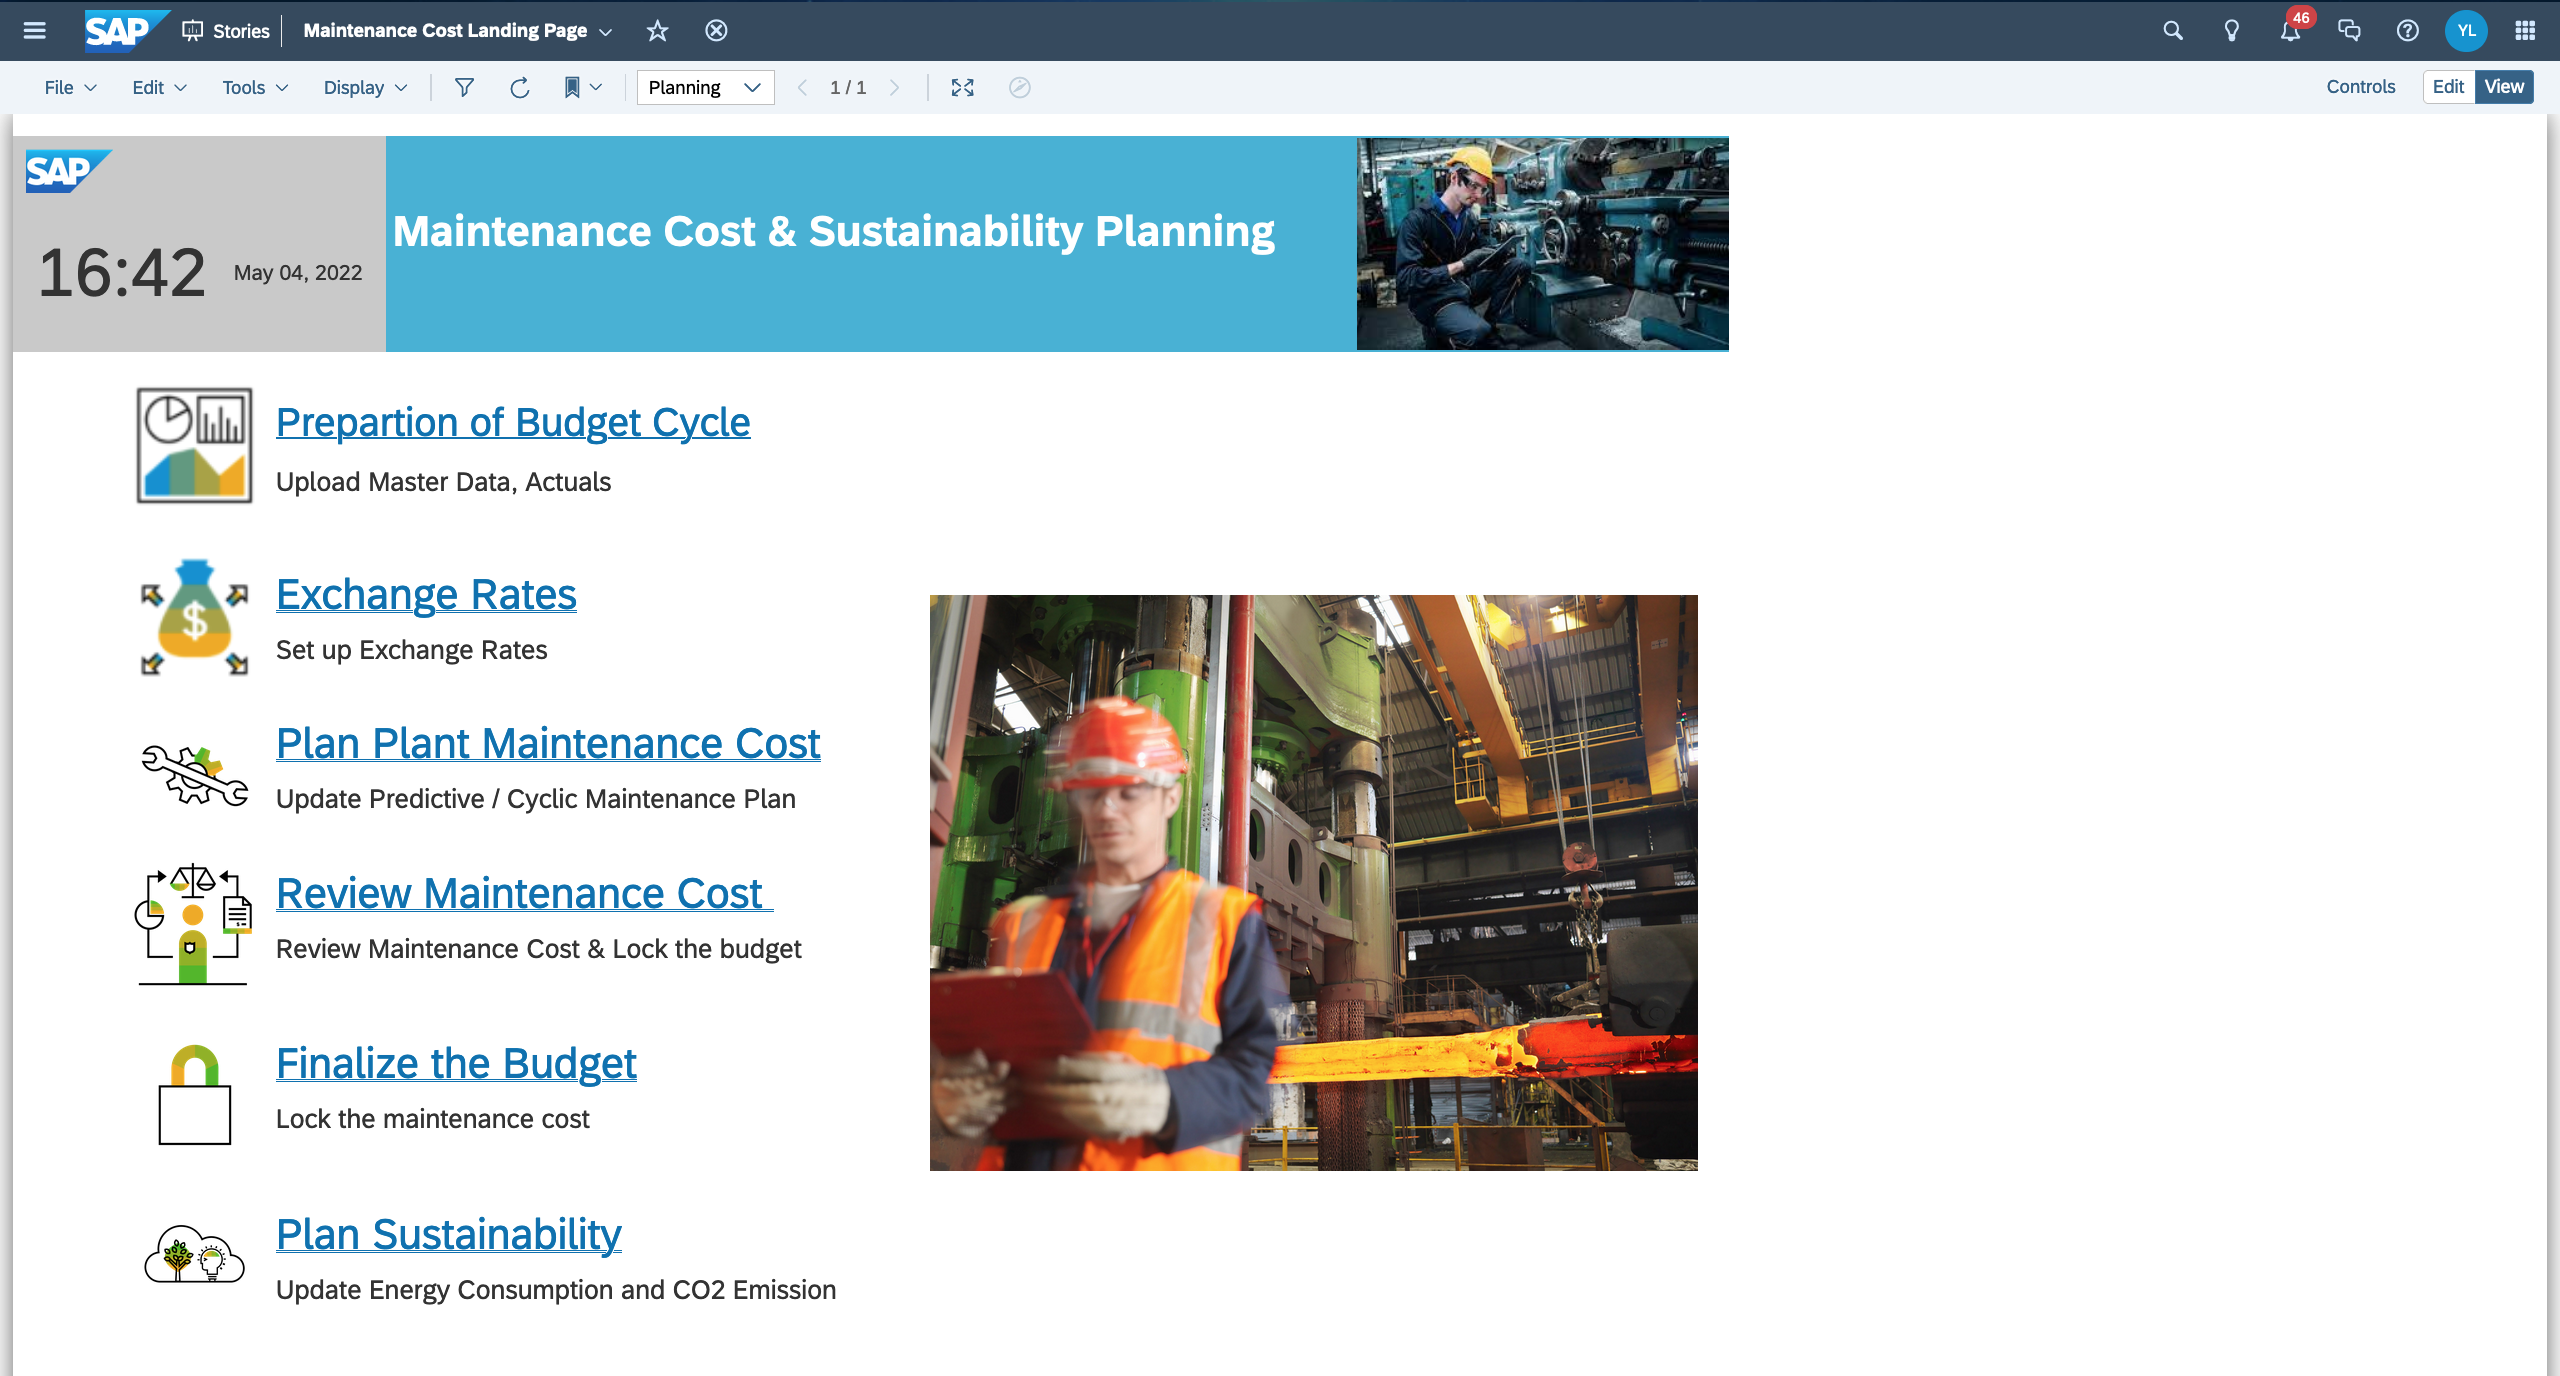 SAP Stories Maintenance Cost Landing Page 46 YL
File Edit Tools Display Planning 1 / 1 Controls Edit View
SAP
16:42 May 04, 2022
Maintenance Cost & Sustainability Planning
Prepartion of Budget Cycle
Upload Master Data, Actuals
$
Exchange Rates
Set up Exchange Rates
Plan Plant Maintenance Cost
Update Predictive / Cyclic Maintenance Plan
Review Maintenance Cost
Review Maintenance Cost & Lock the budget
Finalize the Budget
Lock the maintenance cost
Plan Sustainability
Update Energy Consumption and CO2 Emission